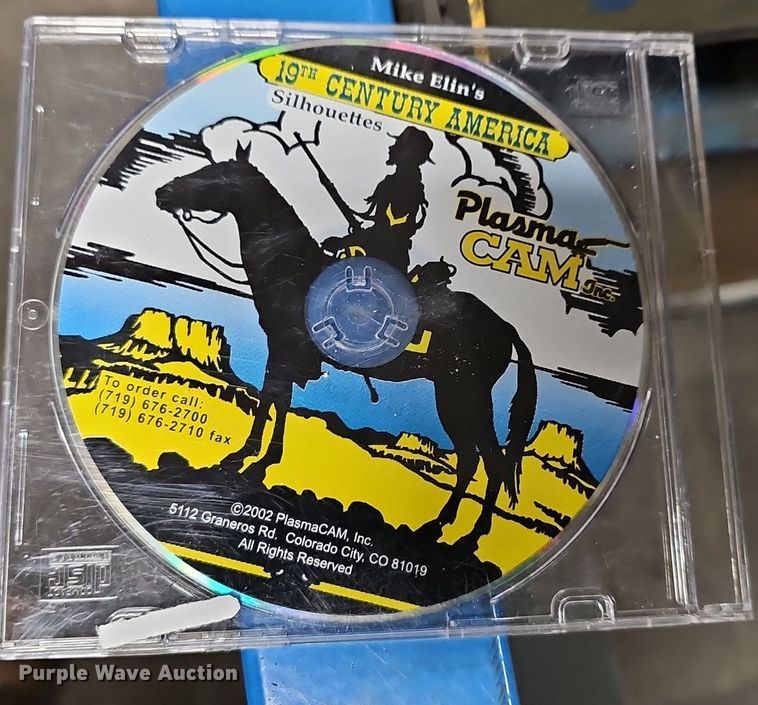 Mike Elin's
19TH CENTURY AMERICA
Silhouettes
Plasma
CAM Inc.
To order call:
(719) 676-2700
(719) 676-2710 fax
©2002 PlasmaCAM, Inc.
5112 Graneros Rd. Colorado City, CO 81019
All Rights Reserved
Purple Wave Auction